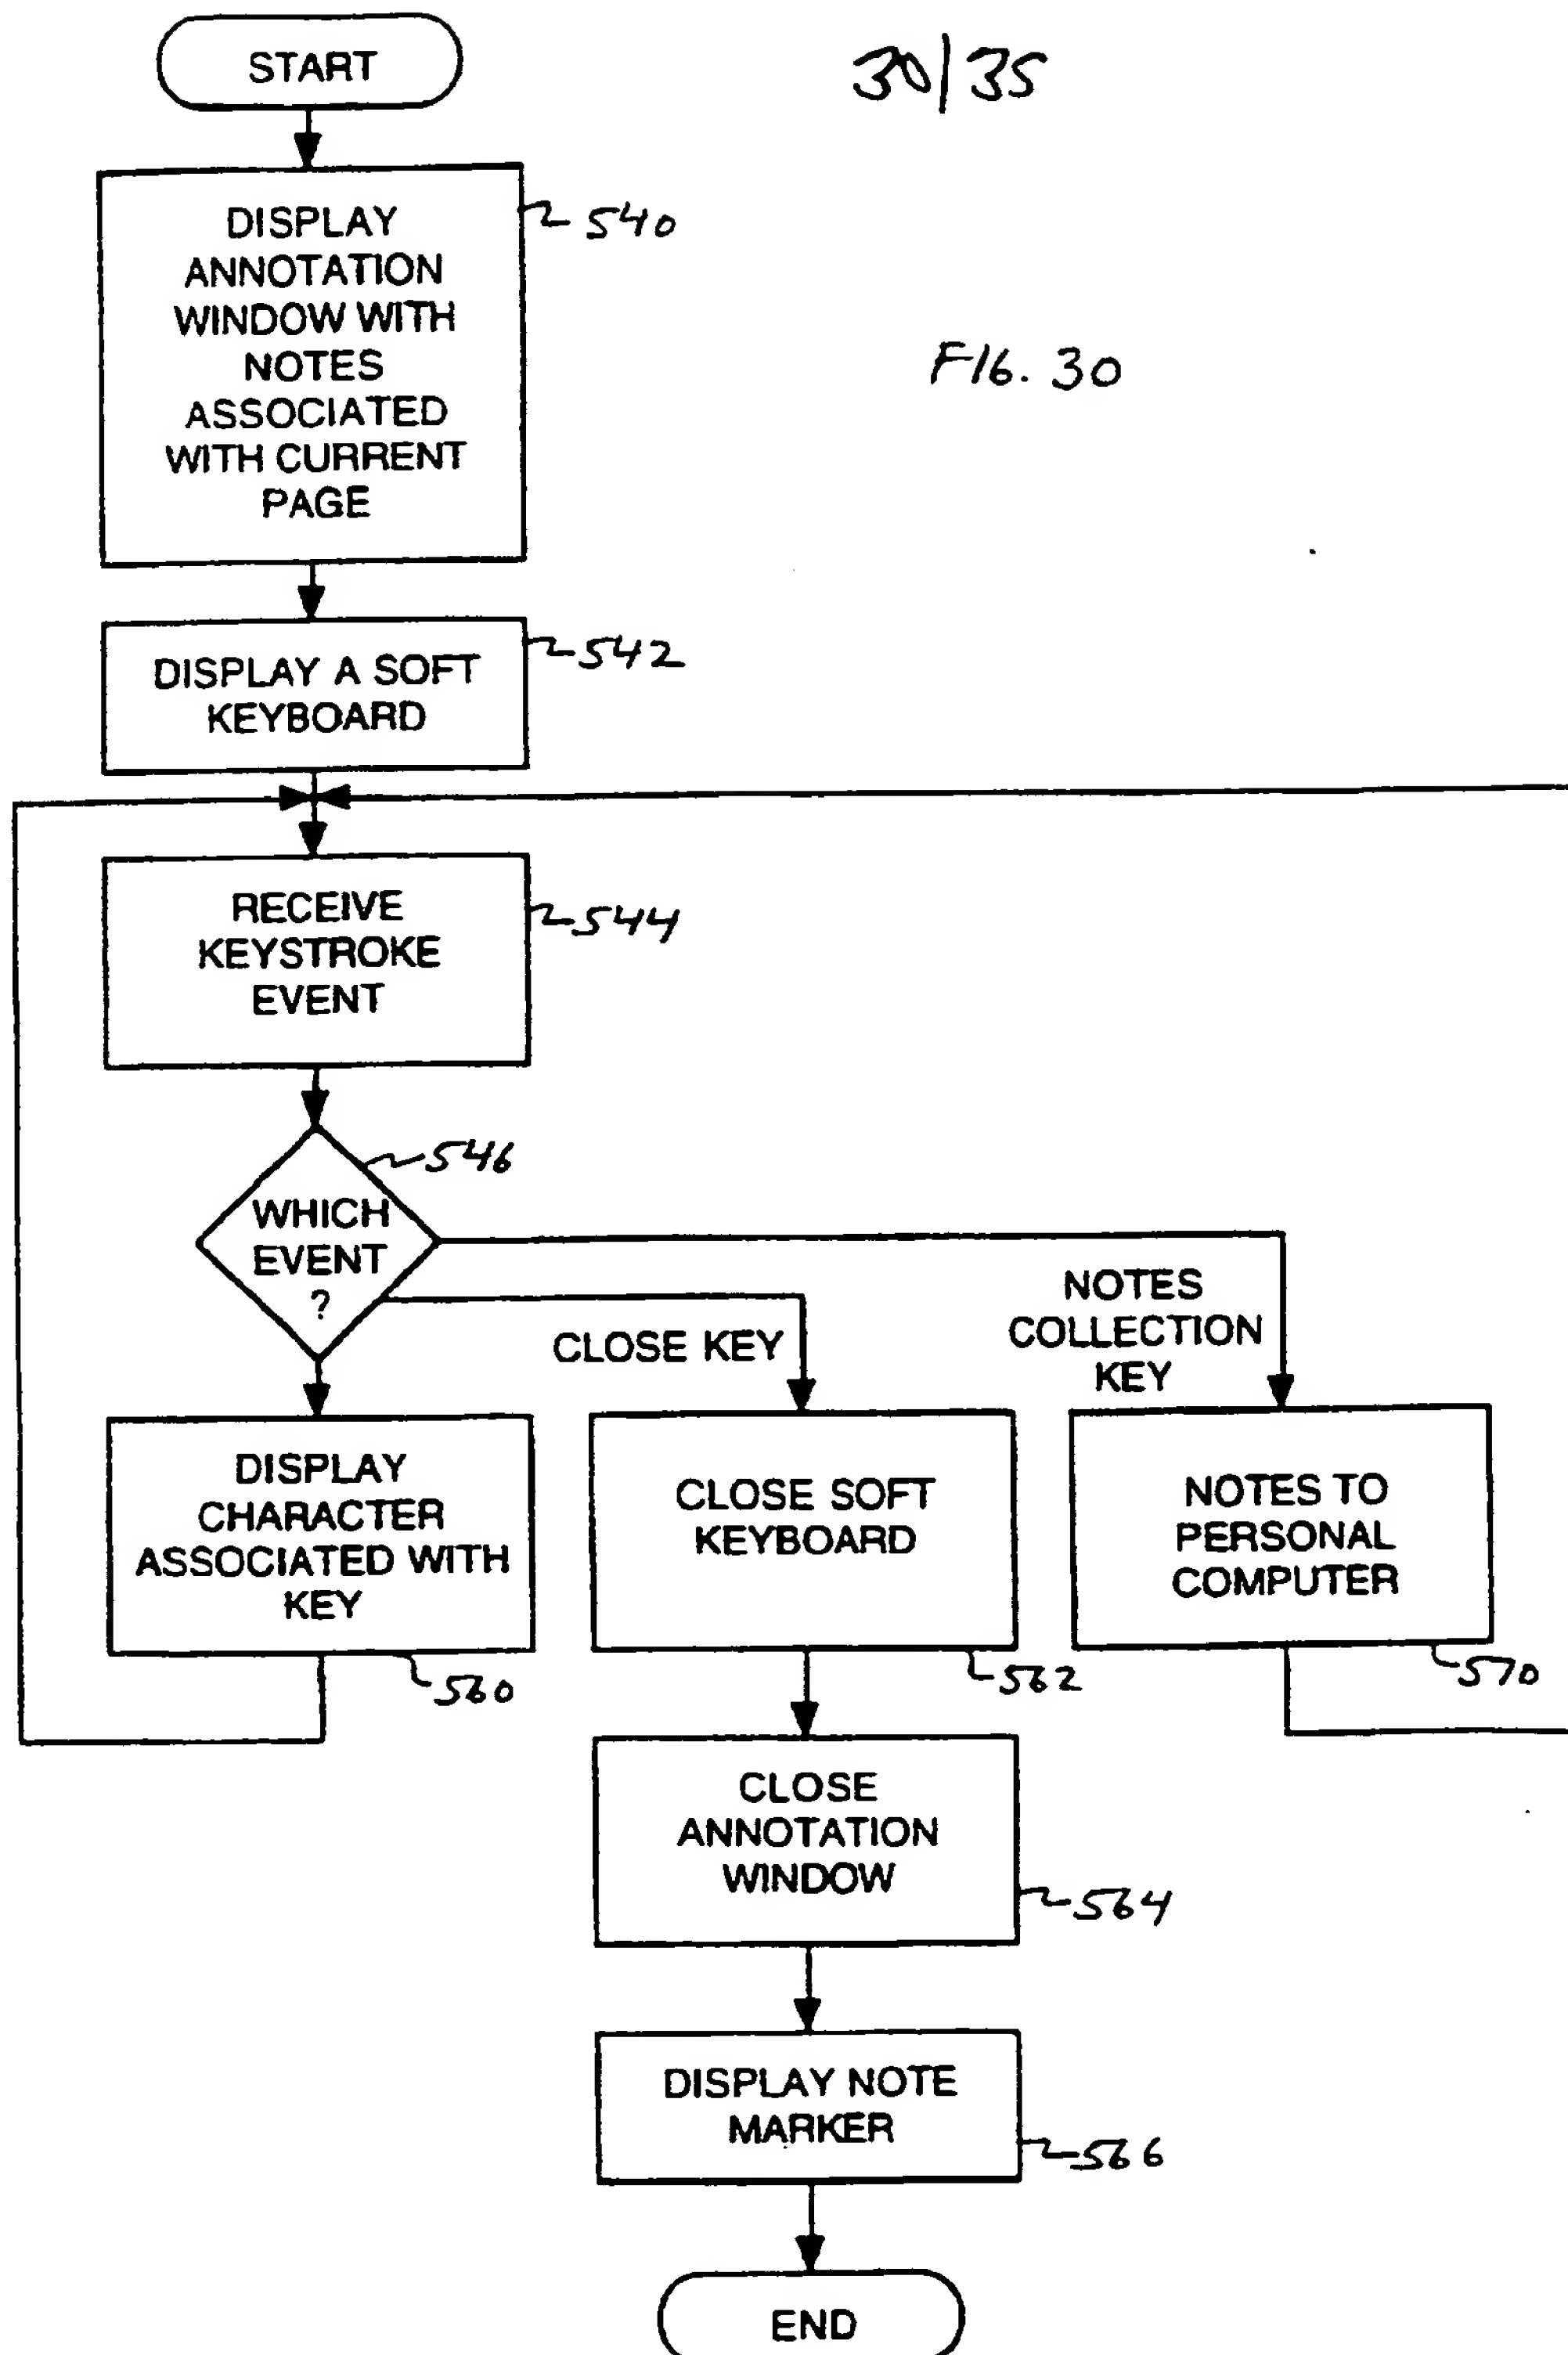 START
30/35
DISPLAY
ANNOTATION
WINDOW WITH
NOTES
ASSOCIATED
WITH CURRENT
PAGE
540
FIG. 30
DISPLAY A SOFT
KEYBOARD
542
RECEIVE
KEYSTROKE
EVENT
544
WHICH
EVENT
?
546
CLOSE KEY
NOTES
COLLECTION
KEY
DISPLAY
CHARACTER
ASSOCIATED WITH
KEY
560
CLOSE SOFT
KEYBOARD
562
NOTES TO
PERSONAL
COMPUTER
570
CLOSE
ANNOTATION
WINDOW
564
DISPLAY NOTE
MARKER
566
END